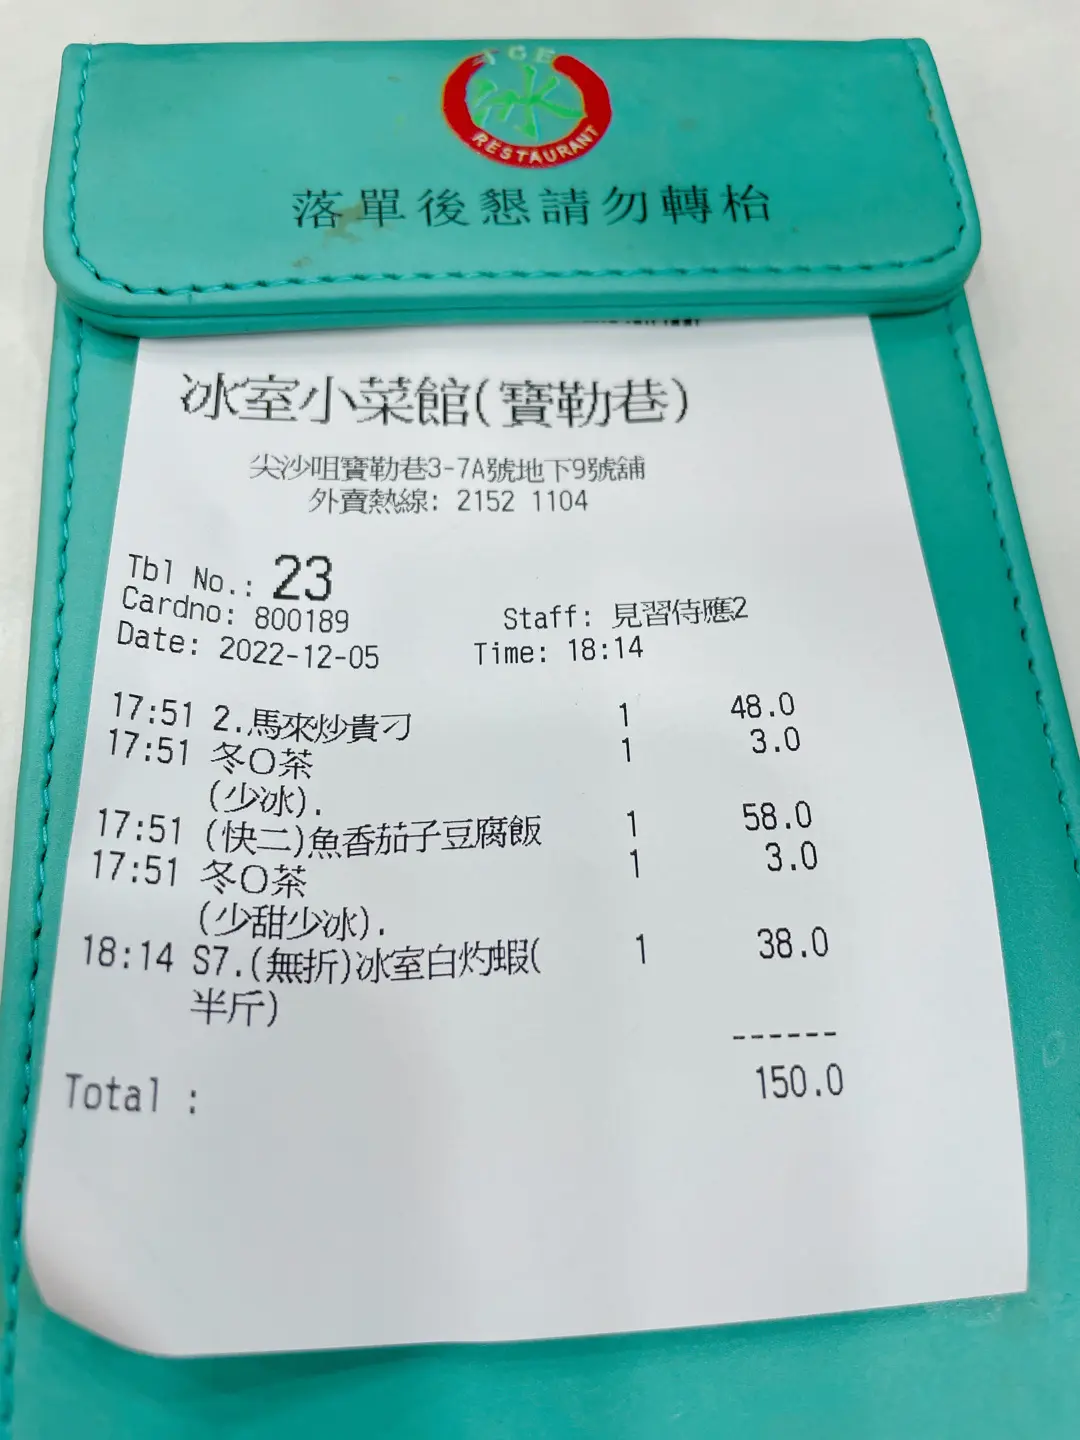 ICE
冰
RESTAURANT
落單後懇請勿轉枱
冰室小菜館(寶勒巷)
尖沙咀寶勒巷3-7A號地下9號舖
外賣熱線: 2152 1104
Tbl No.: 23
Cardno: 800189 Staff: 見習侍應2
Date: 2022-12-05 Time: 18:14
17:51 2.馬來炒貴刁 1 48.0
17:51 冬O茶 1 3.0
(少冰).
17:51 (快二)魚香茄子豆腐飯 1 58.0
17:51 冬O茶 1 3.0
(少甜少冰).
18:14 S7.(無折)冰室白灼蝦( 1 38.0
半斤)
------
Total : 150.0